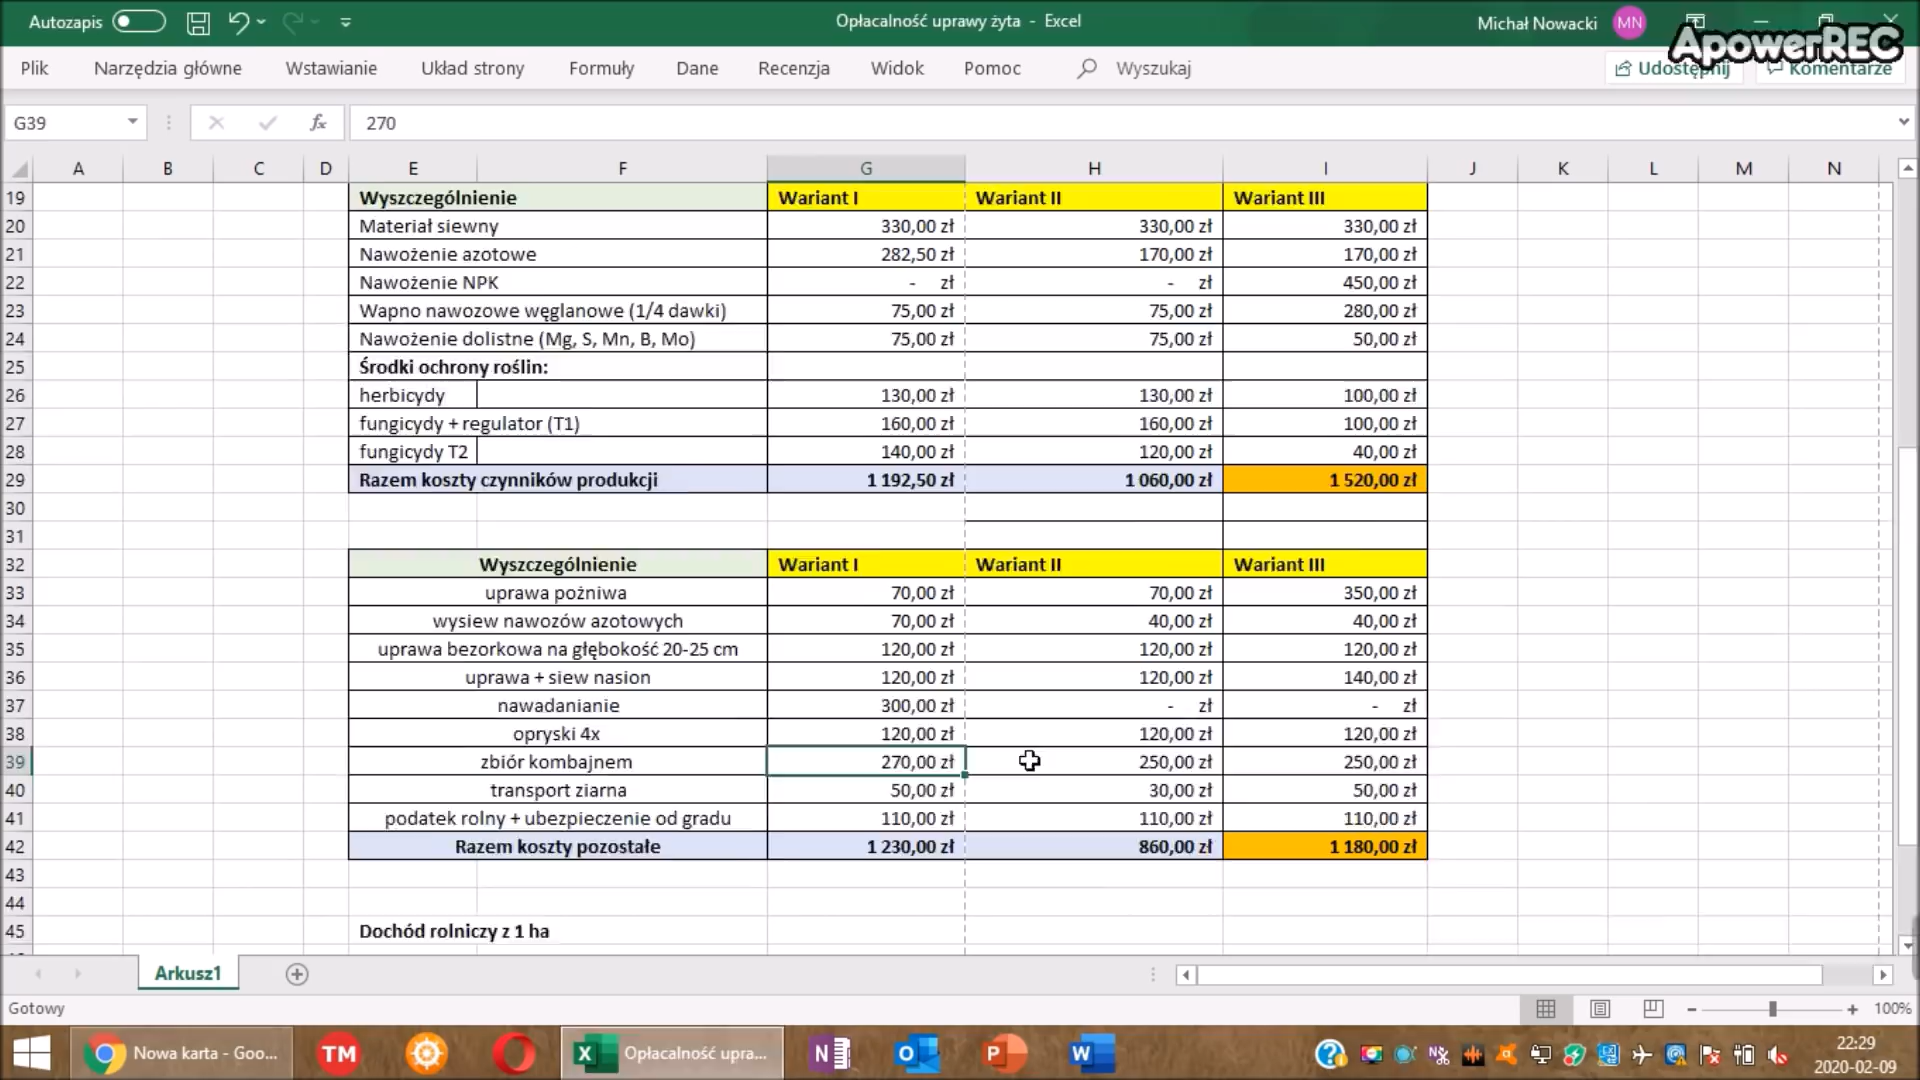 Autozapis
Opłacalność uprawy żyta - Excel
Michał Nowacki MN
ApowerREC
Plik Narzędzia główne Wstawianie Układ strony Formuły Dane Recenzja Widok Pomoc Wyszukaj Udostępnij Komentarze
G39 fx 270
A B C D E F G H I J K L M N
19 Wyszczególnienie Wariant I Wariant II Wariant III
20 Materiał siewny 330,00 zł 330,00 zł 330,00 zł
21 Nawożenie azotowe 282,50 zł 170,00 zł 170,00 zł
22 Nawożenie NPK - zł - zł 450,00 zł
23 Wapno nawozowe węglanowe (1/4 dawki) 75,00 zł 75,00 zł 280,00 zł
24 Nawożenie dolistne (Mg, S, Mn, B, Mo) 75,00 zł 75,00 zł 50,00 zł
25 Środki ochrony roślin:
26 herbicydy 130,00 zł 130,00 zł 100,00 zł
27 fungicydy + regulator (T1) 160,00 zł 160,00 zł 100,00 zł
28 fungicydy T2 140,00 zł 120,00 zł 40,00 zł
29 Razem koszty czynników produkcji 1 192,50 zł 1 060,00 zł 1 520,00 zł
30
31
32 Wyszczególnienie Wariant I Wariant II Wariant III
33 uprawa pożniwa 70,00 zł 70,00 zł 350,00 zł
34 wysiew nawozów azotowych 70,00 zł 40,00 zł 40,00 zł
35 uprawa bezorkowa na głębokość 20-25 cm 120,00 zł 120,00 zł 120,00 zł
36 uprawa + siew nasion 120,00 zł 120,00 zł 140,00 zł
37 nawadanianie 300,00 zł - zł - zł
38 opryski 4x 120,00 zł 120,00 zł 120,00 zł
39 zbiór kombajnem 270,00 zł 250,00 zł 250,00 zł
40 transport ziarna 50,00 zł 30,00 zł 50,00 zł
41 podatek rolny + ubezpieczenie od gradu 110,00 zł 110,00 zł 110,00 zł
42 Razem koszty pozostałe 1 230,00 zł 860,00 zł 1 180,00 zł
43
44
45 Dochód rolniczy z 1 ha
Arkusz1
Gotowy
100%
Nowa karta - Goo... TM Opłacalność upra...
22:29
2020-02-09